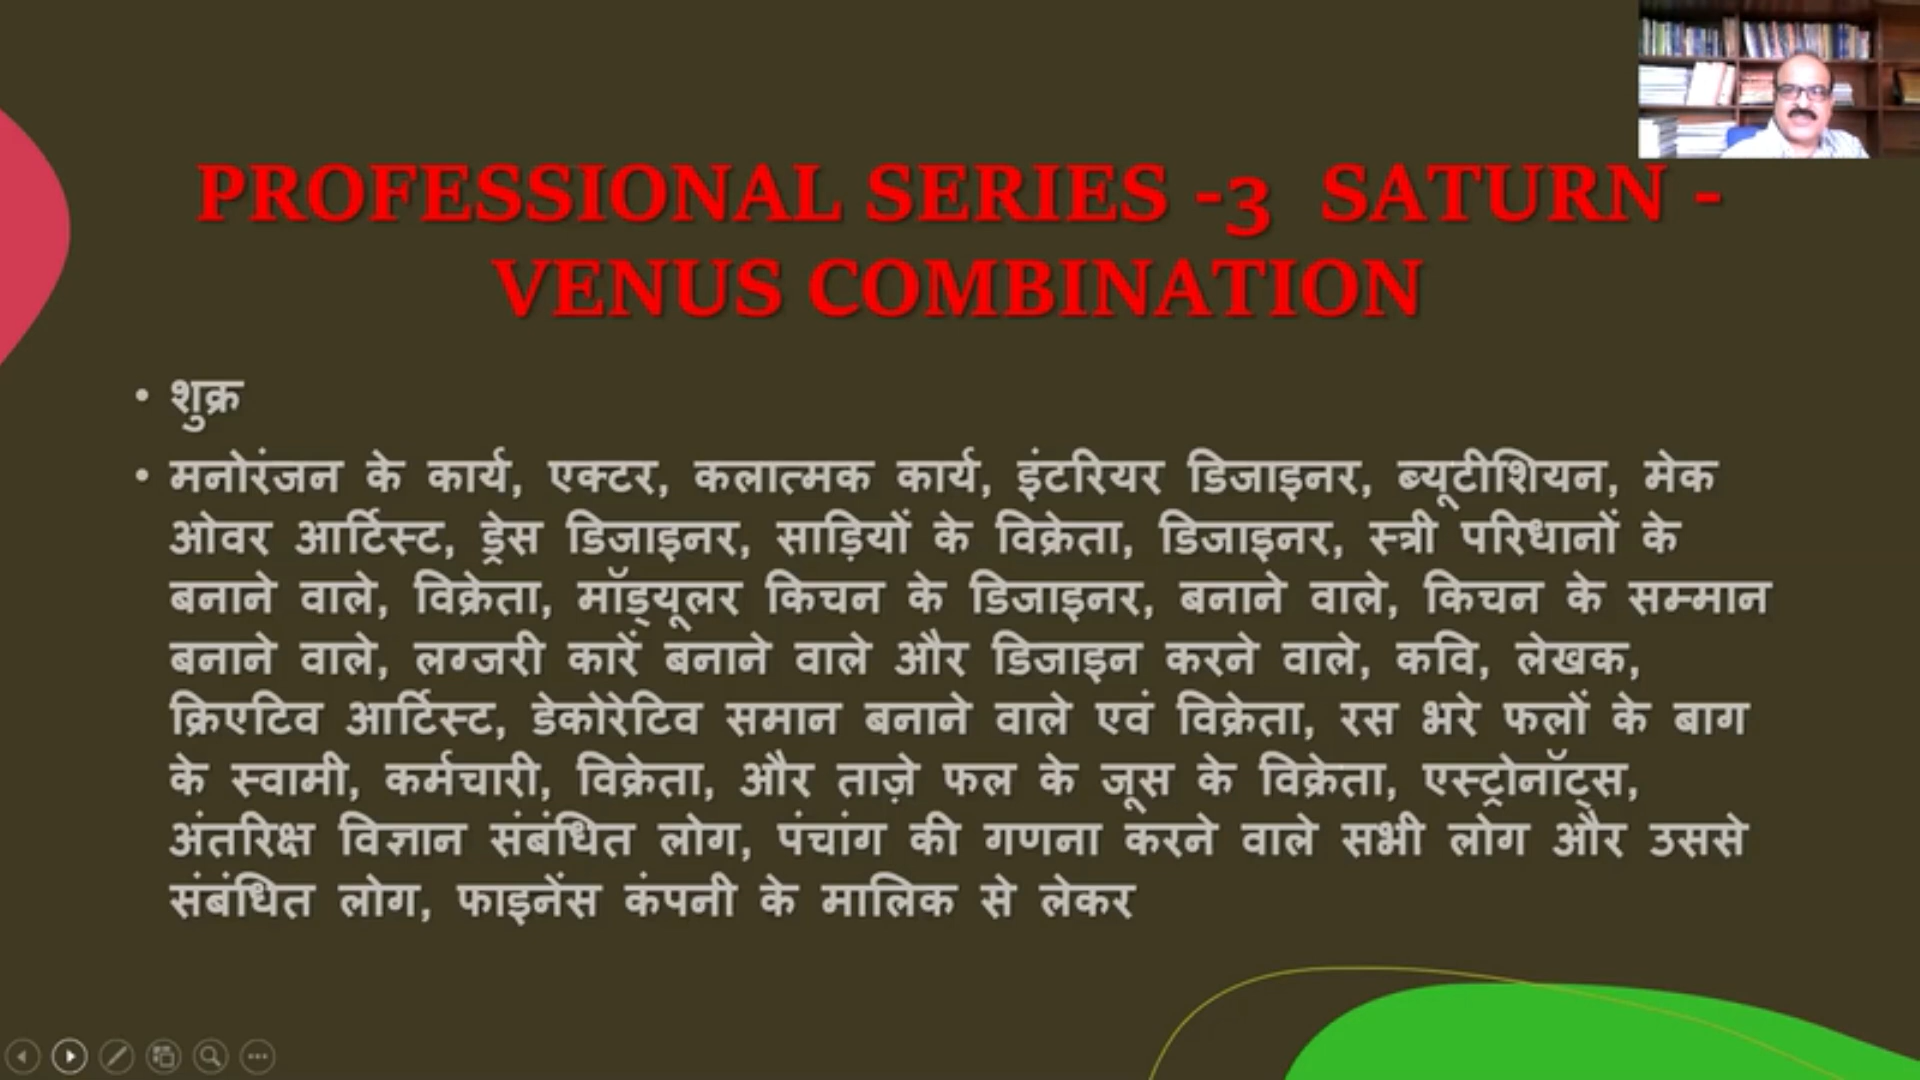 PROFESSIONAL SERIES -3 SATURN -
VENUS COMBINATION
• शुक्र
• मनोरंजन के कार्य, एक्टर, कलात्मक कार्य, इंटरियर डिजाइनर, ब्यूटीशियन, मेक
ओवर आर्टिस्ट, ड्रेस डिजाइनर, साड़ियों के विक्रेता, डिजाइनर, स्त्री परिधानों के
बनाने वाले, विक्रेता, मॉड्यूलर किचन के डिजाइनर, बनाने वाले, किचन के सम्मान
बनाने वाले, लग्जरी कारें बनाने वाले और डिजाइन करने वाले, कवि, लेखक,
क्रिएटिव आर्टिस्ट, डेकोरेटिव समान बनाने वाले एवं विक्रेता, रस भरे फलों के बाग
के स्वामी, कर्मचारी, विक्रेता, और ताज़े फल के जूस के विक्रेता, एस्ट्रोनॉट्स,
अंतरिक्ष विज्ञान संबंधित लोग, पंचांग की गणना करने वाले सभी लोग और उससे
संबंधित लोग, फाइनेंस कंपनी के मालिक से लेकर